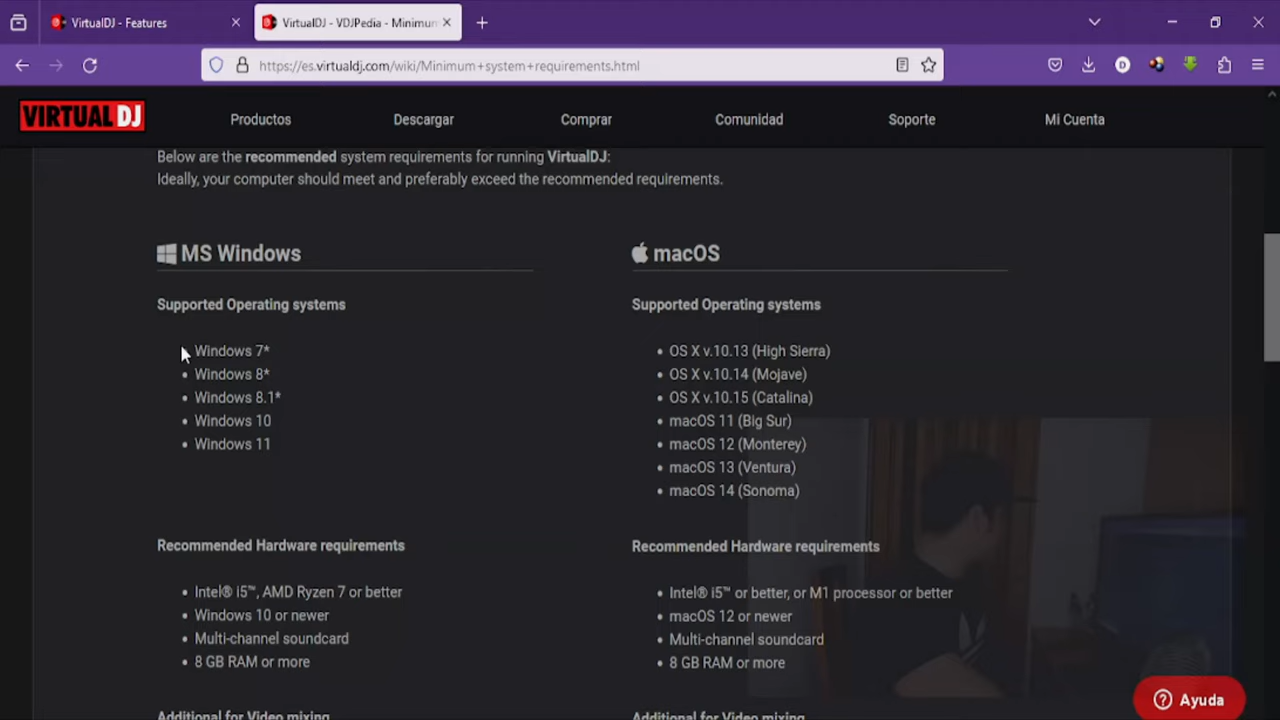 VirtualDJ - Features
VirtualDJ - VDJPedia - Minimum
https://es.virtualdj.com/wiki/Minimum+system+requirements.html
VIRTUAL DJ
Productos
Descargar
Comprar
Comunidad
Soporte
Mi Cuenta
Below are the recommended system requirements for running VirtualDJ:
Ideally, your computer should meet and preferably exceed the recommended requirements.
MS Windows
Supported Operating systems
• Windows 7*
• Windows 8*
• Windows 8.1*
• Windows 10
• Windows 11
Recommended Hardware requirements
• Intel® i5™, AMD Ryzen 7 or better
• Windows 10 or newer
• Multi-channel soundcard
• 8 GB RAM or more
Additional for Video mixing
macOS
Supported Operating systems
• OS X v.10.13 (High Sierra)
• OS X v.10.14 (Mojave)
• OS X v.10.15 (Catalina)
• macOS 11 (Big Sur)
• macOS 12 (Monterey)
• macOS 13 (Ventura)
• macOS 14 (Sonoma)
Recommended Hardware requirements
• Intel® i5™ or better, or M1 processor or better
• macOS 12 or newer
• Multi-channel soundcard
• 8 GB RAM or more
Additional for Video mixing
Ayuda